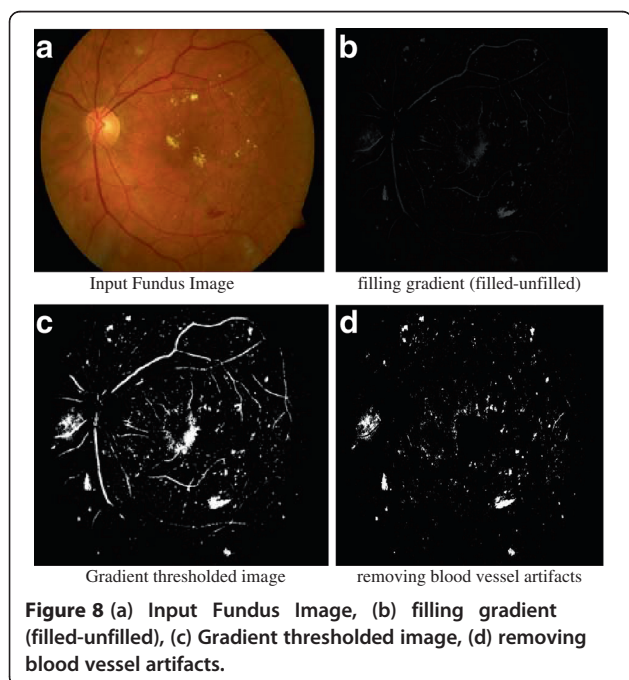 a
b
Input Fundus Image
filling gradient (filled-unfilled)
c
d
Gradient thresholded image
removing blood vessel artifacts
Figure 8 (a) Input Fundus Image, (b) filling gradient
(filled-unfilled), (c) Gradient thresholded image, (d) removing
blood vessel artifacts.